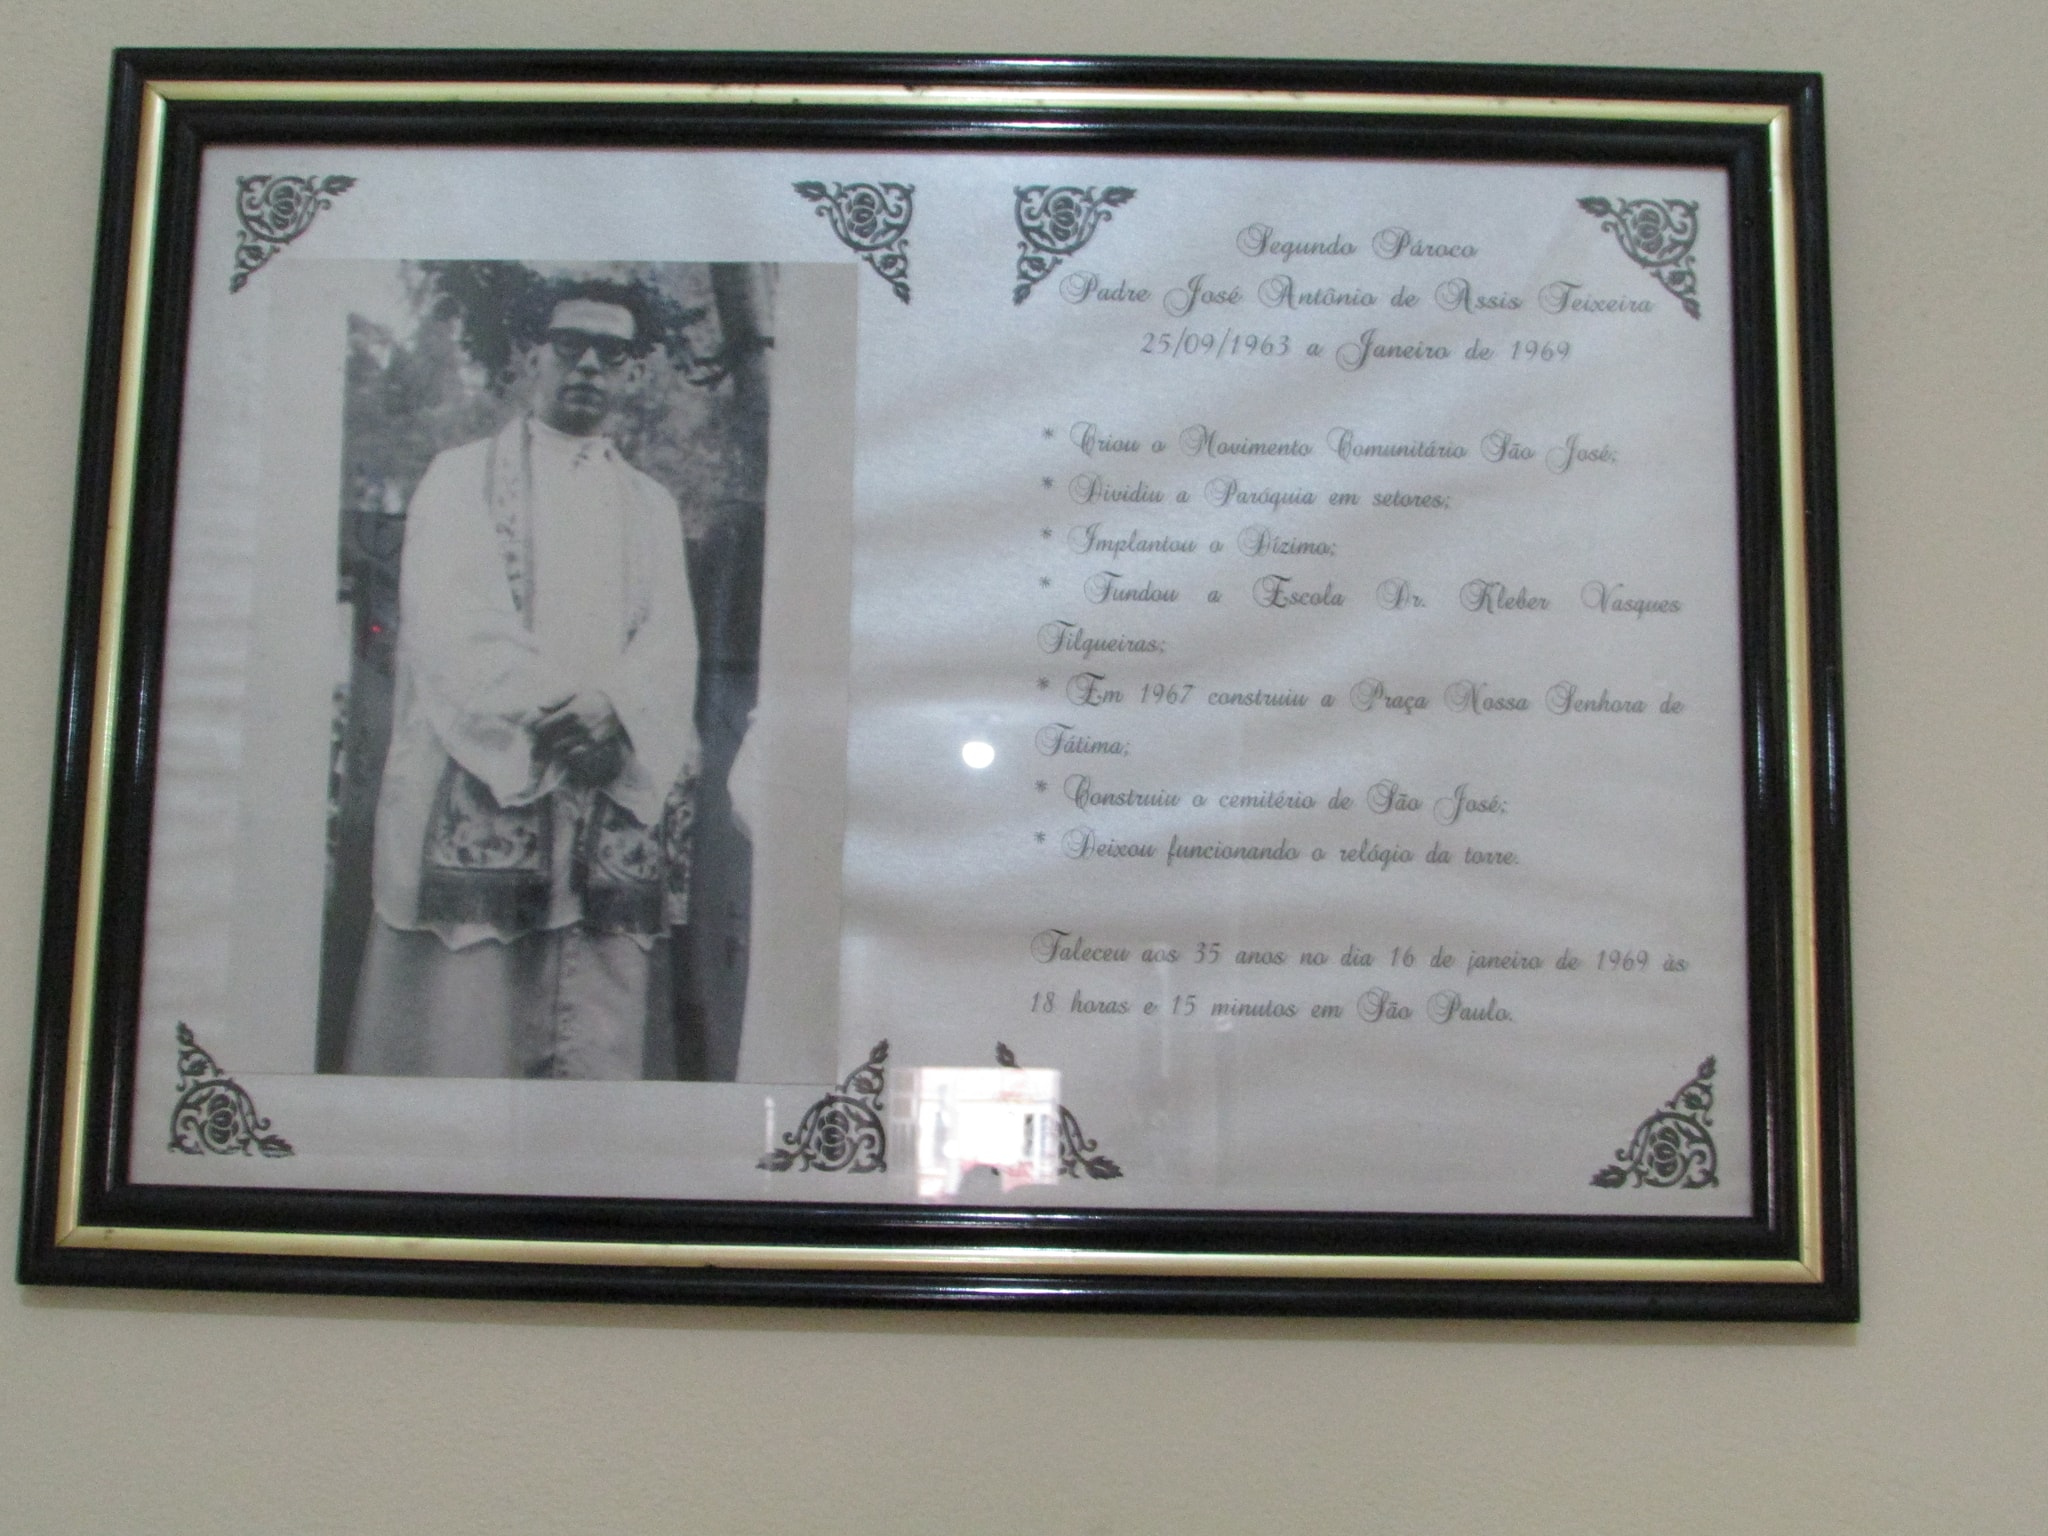 Segundo Pároco
Padre José Antônio de Assis Teixeira
25/09/1963 a Janeiro de 1969
* Criou o Movimento Comunitário São José;
* Dividiu a Paróquia em setores;
* Implantou o Dízimo;
* Fundou a Escola Dr. Kleber Vasques
Filgueiras;
* Em 1967 construiu a Praça Nossa Senhora de
Fátima;
* Construiu o cemitério de São José;
* Deixou funcionando o relógio da torre.
Faleceu aos 35 anos no dia 16 de janeiro de 1969 às
18 horas e 15 minutos em São Paulo.